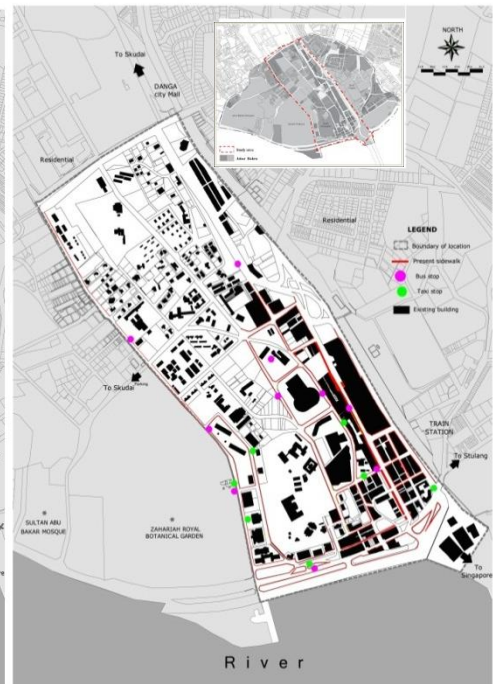 To Skudai
DANGA
city Mall
NORTH
Residential
Residential
LEGEND
Boundary of location
Present sidewalk
Bus stop
Taxi stop
Existing building
To Skudai
TRAIN
STATION
To Stulang
SULTAN ABU
BAKAR MOSQUE
ZAHARIAH ROYAL
BOTANICAL GARDEN
To
Singapore
River